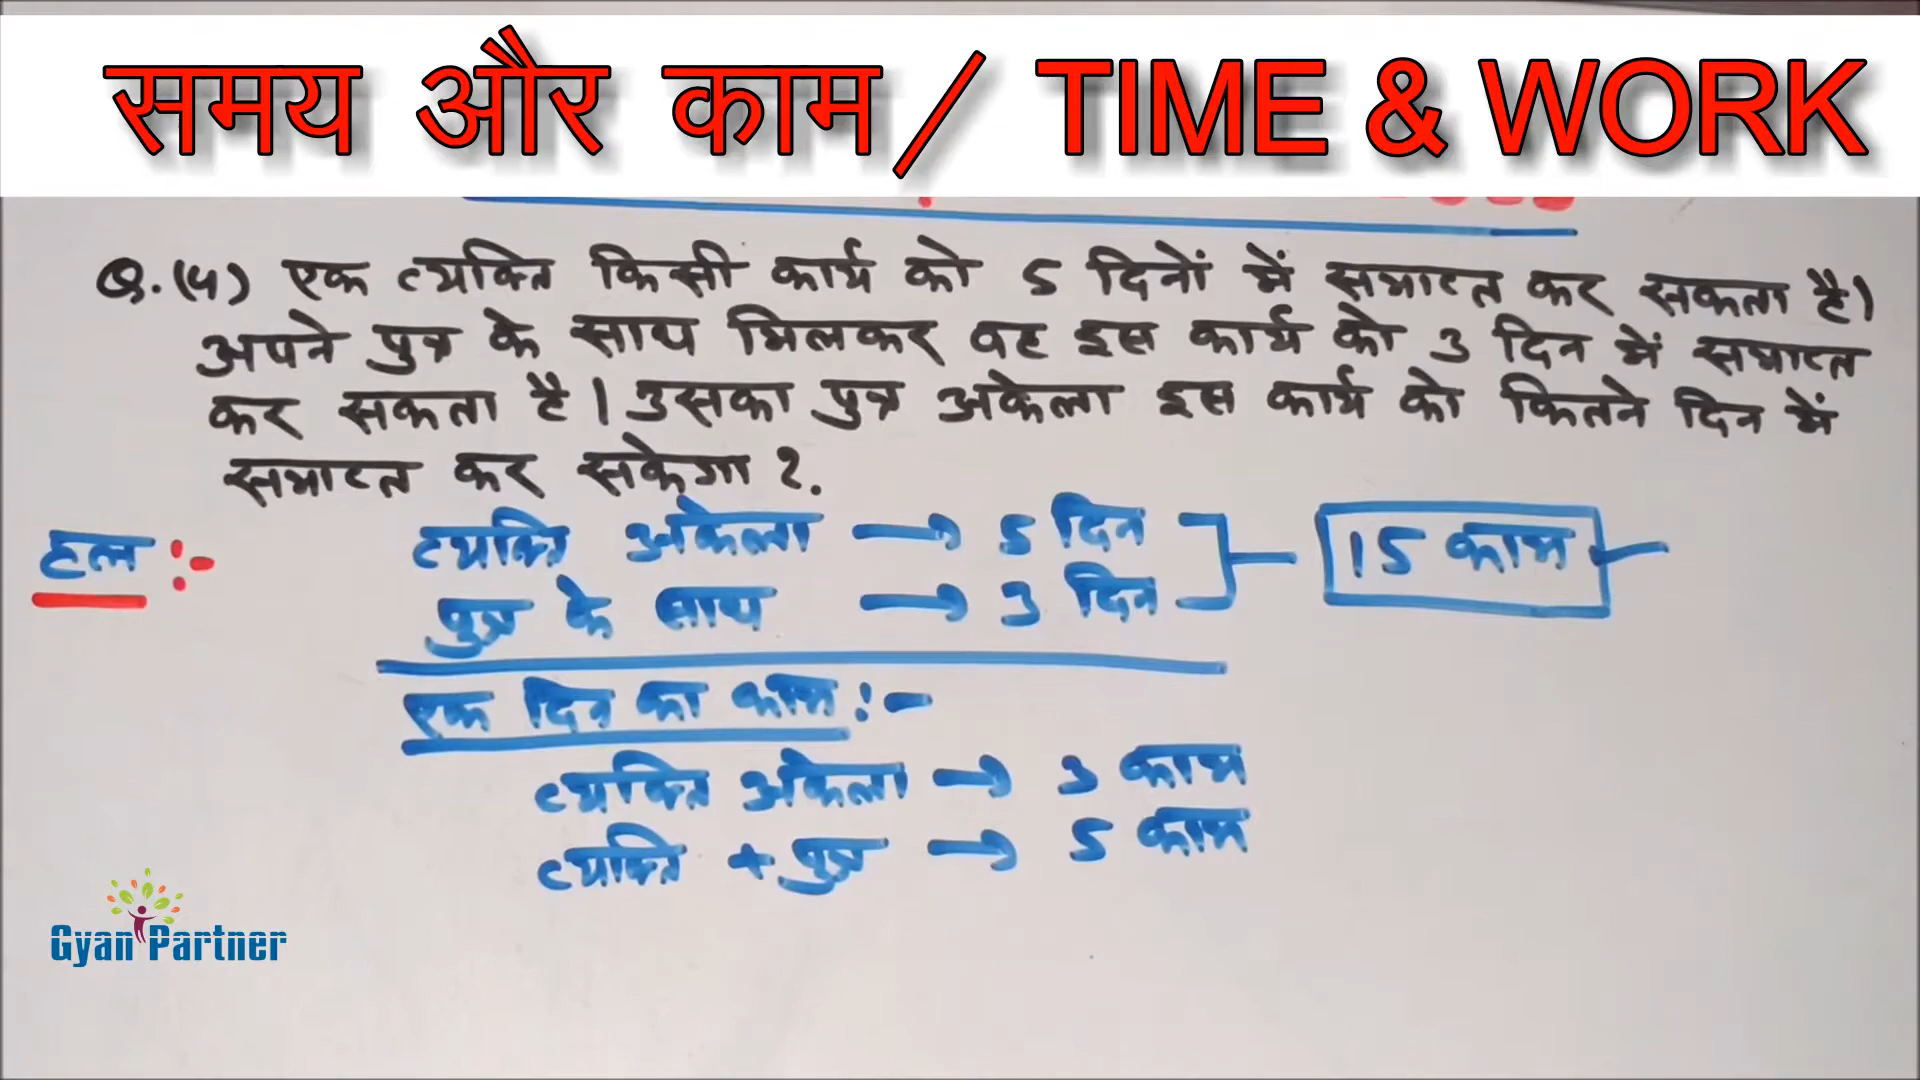 समय और काम / TIME & WORK
Q.(4) एक व्यक्ति किसी कार्य को 5 दिनों में समाप्त कर सकता है।
अपने पुत्र के साथ मिलकर वह इस कार्य को 3 दिन में समाप्त
कर सकता है। उसका पुत्र अकेला इस कार्य को कितने दिन में
समाप्त कर सकेगा ?.
हल :-
व्यक्ति अकेला → 5 दिन
पुत्र के साथ → 3 दिन
15 काम
एक दिन का काम :-
व्यक्ति अकेला → 3 काम
व्यक्ति + पुत्र → 5 काम
Gyan Partner